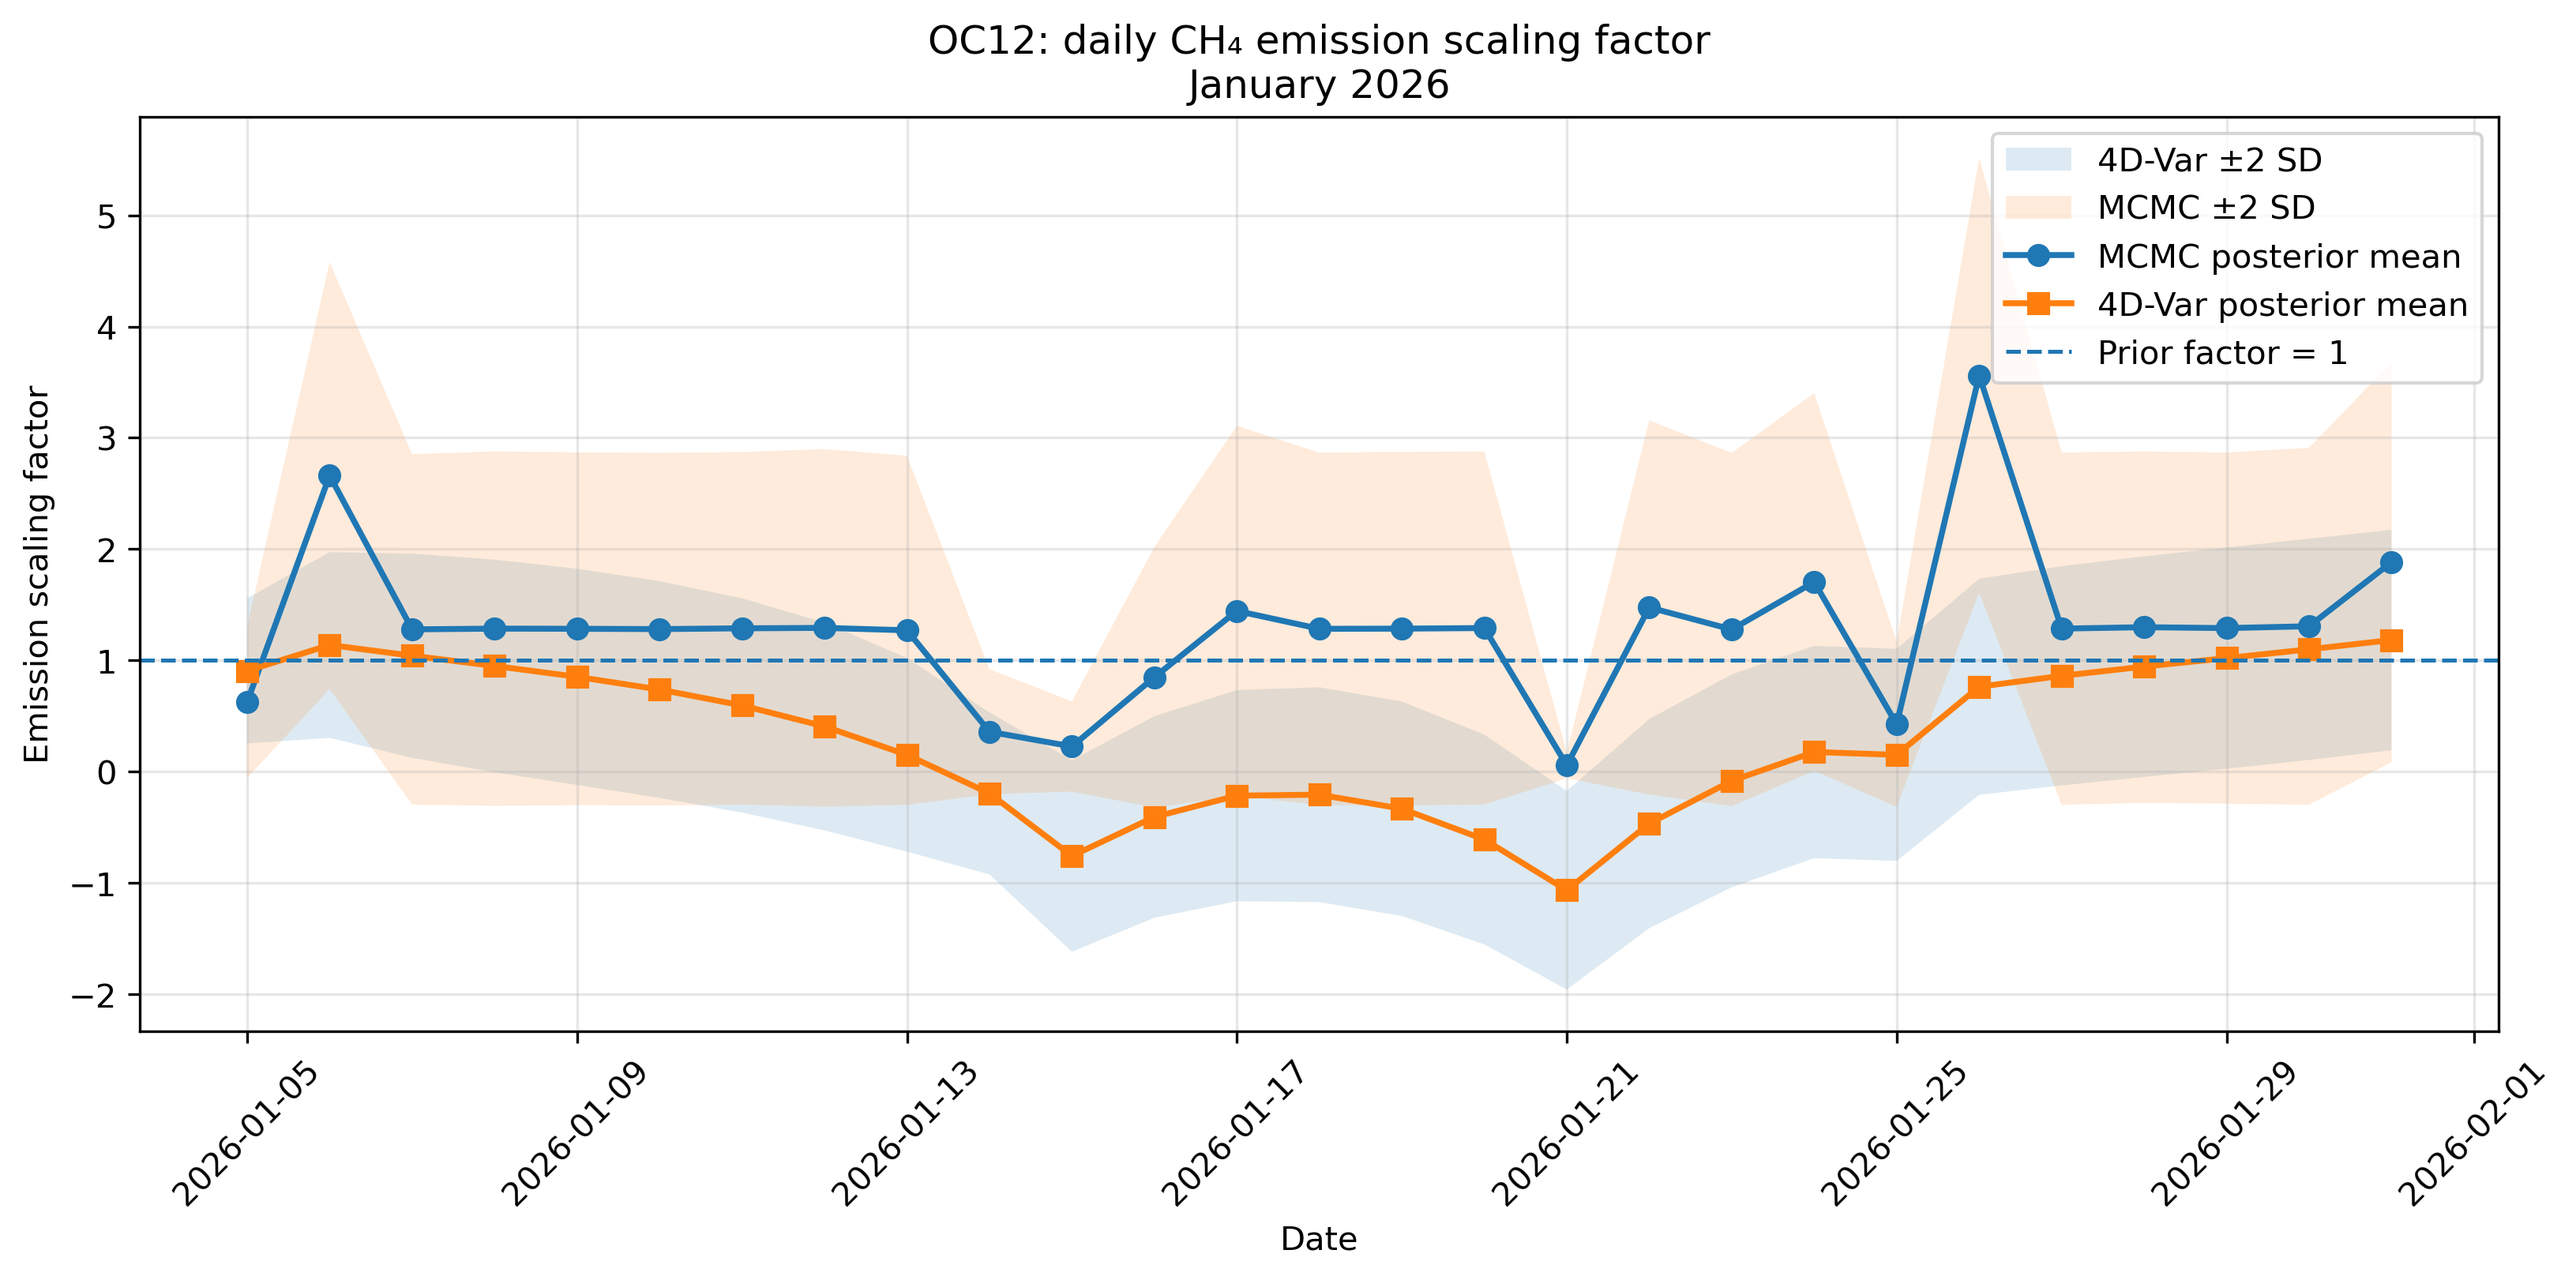 OC12: daily CH₄ emission scaling factor
January 2026
Emission scaling factor
5
4
3
2
1
0
−1
−2
4D-Var ±2 SD
MCMC ±2 SD
MCMC posterior mean
4D-Var posterior mean
Prior factor = 1
2026-01-05
2026-01-09
2026-01-13
2026-01-17
2026-01-21
2026-01-25
2026-01-29
2026-02-01
Date